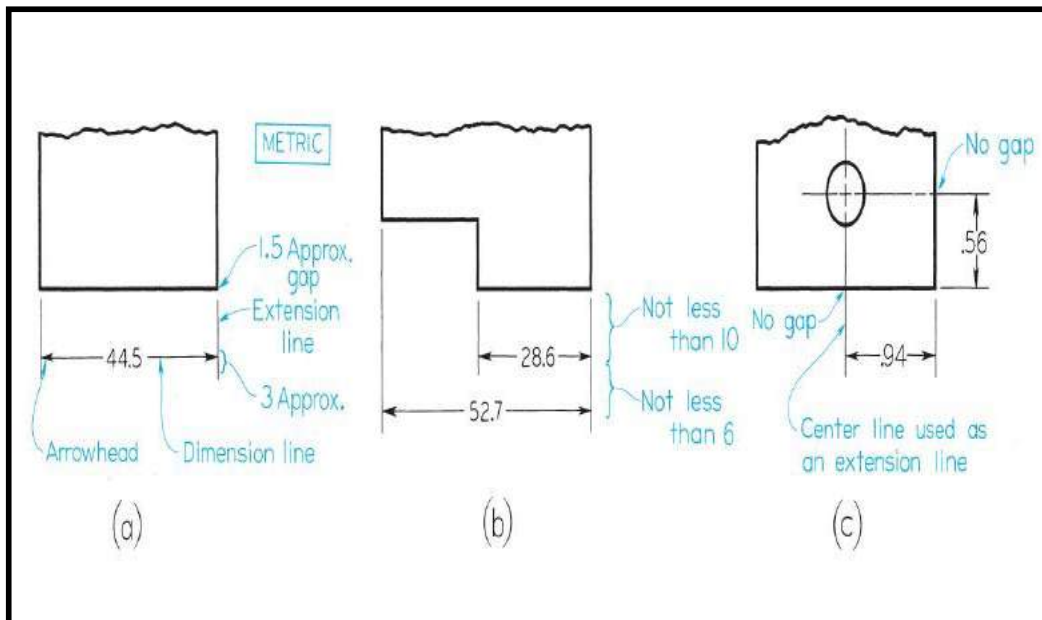 METRIC
1.5 Approx.
gap
Extension
line
44.5
3 Approx.
Arrowhead
Dimension line
(a)
Not less
than 10
28.6
52.7
Not less
than 6
(b)
No gap
.56
No gap
.94
Center line used as
an extension line
(c)